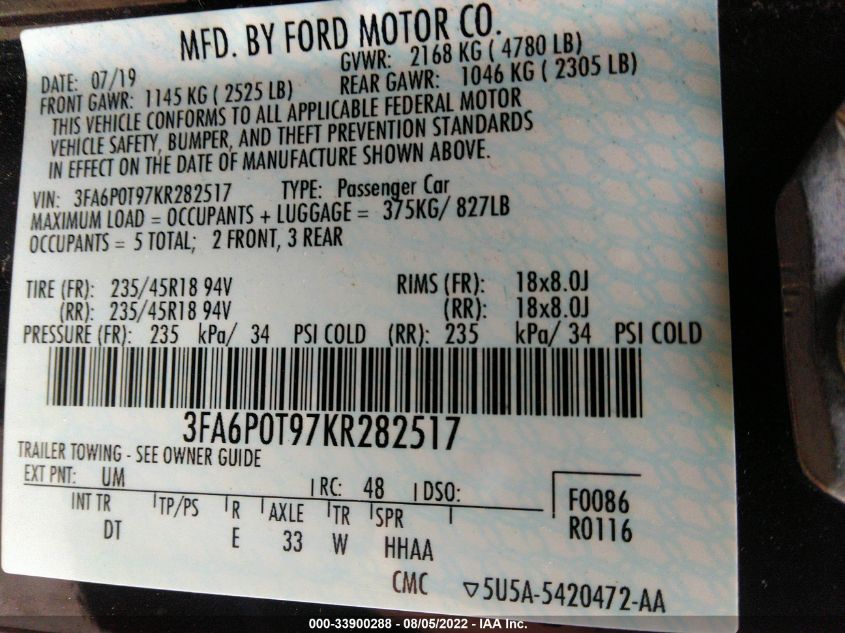 MFD. BY FORD MOTOR CO.
DATE: 07/19 GVWR: 2168 KG ( 4780 LB)
FRONT GAWR: 1145 KG ( 2525 LB) REAR GAWR: 1046 KG ( 2305 LB)
THIS VEHICLE CONFORMS TO ALL APPLICABLE FEDERAL MOTOR
VEHICLE SAFETY, BUMPER, AND THEFT PREVENTION STANDARDS
IN EFFECT ON THE DATE OF MANUFACTURE SHOWN ABOVE.
VIN: 3FA6P0T97KR282517 TYPE: Passenger Car
MAXIMUM LOAD = OCCUPANTS + LUGGAGE = 375KG/ 827LB
OCCUPANTS = 5 TOTAL; 2 FRONT, 3 REAR
TIRE (FR): 235/45R18 94V RIMS (FR): 18x8.0J
(RR): 235/45R18 94V (RR): 18x8.0J
PRESSURE (FR): 235 kPa/ 34 PSI COLD (RR): 235 kPa/ 34 PSI COLD
3FA6P0T97KR282517
TRAILER TOWING - SEE OWNER GUIDE
EXT PNT: UM RC: 48 DSO:
INT TR TP/PS R AXLE TR SPR F0086
DT E 33 W HHAA R0116
CMC ▽5U5A-5420472-AA
000-33900288 - 08/05/2022 - IAA Inc.